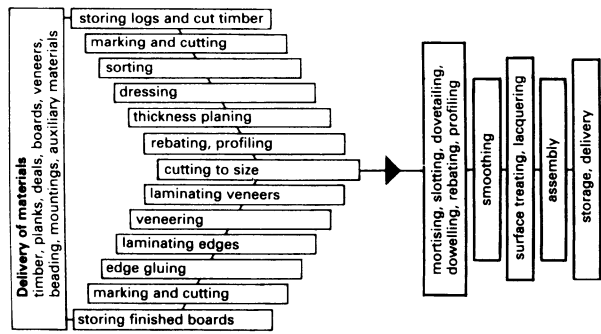 Delivery of materials
timber, planks, deals, boards, veneers,
beading, mountings, auxiliary materials
storing logs and cut timber
marking and cutting
sorting
dressing
thickness planing
rebating, profiling
cutting to size
laminating veneers
veneering
laminating edges
edge gluing
marking and cutting
storing finished boards
mortising, slotting, dovetailing,
dowelling, rebating, profiling
smoothing
surface treating, lacquering
assembly
storage, delivery